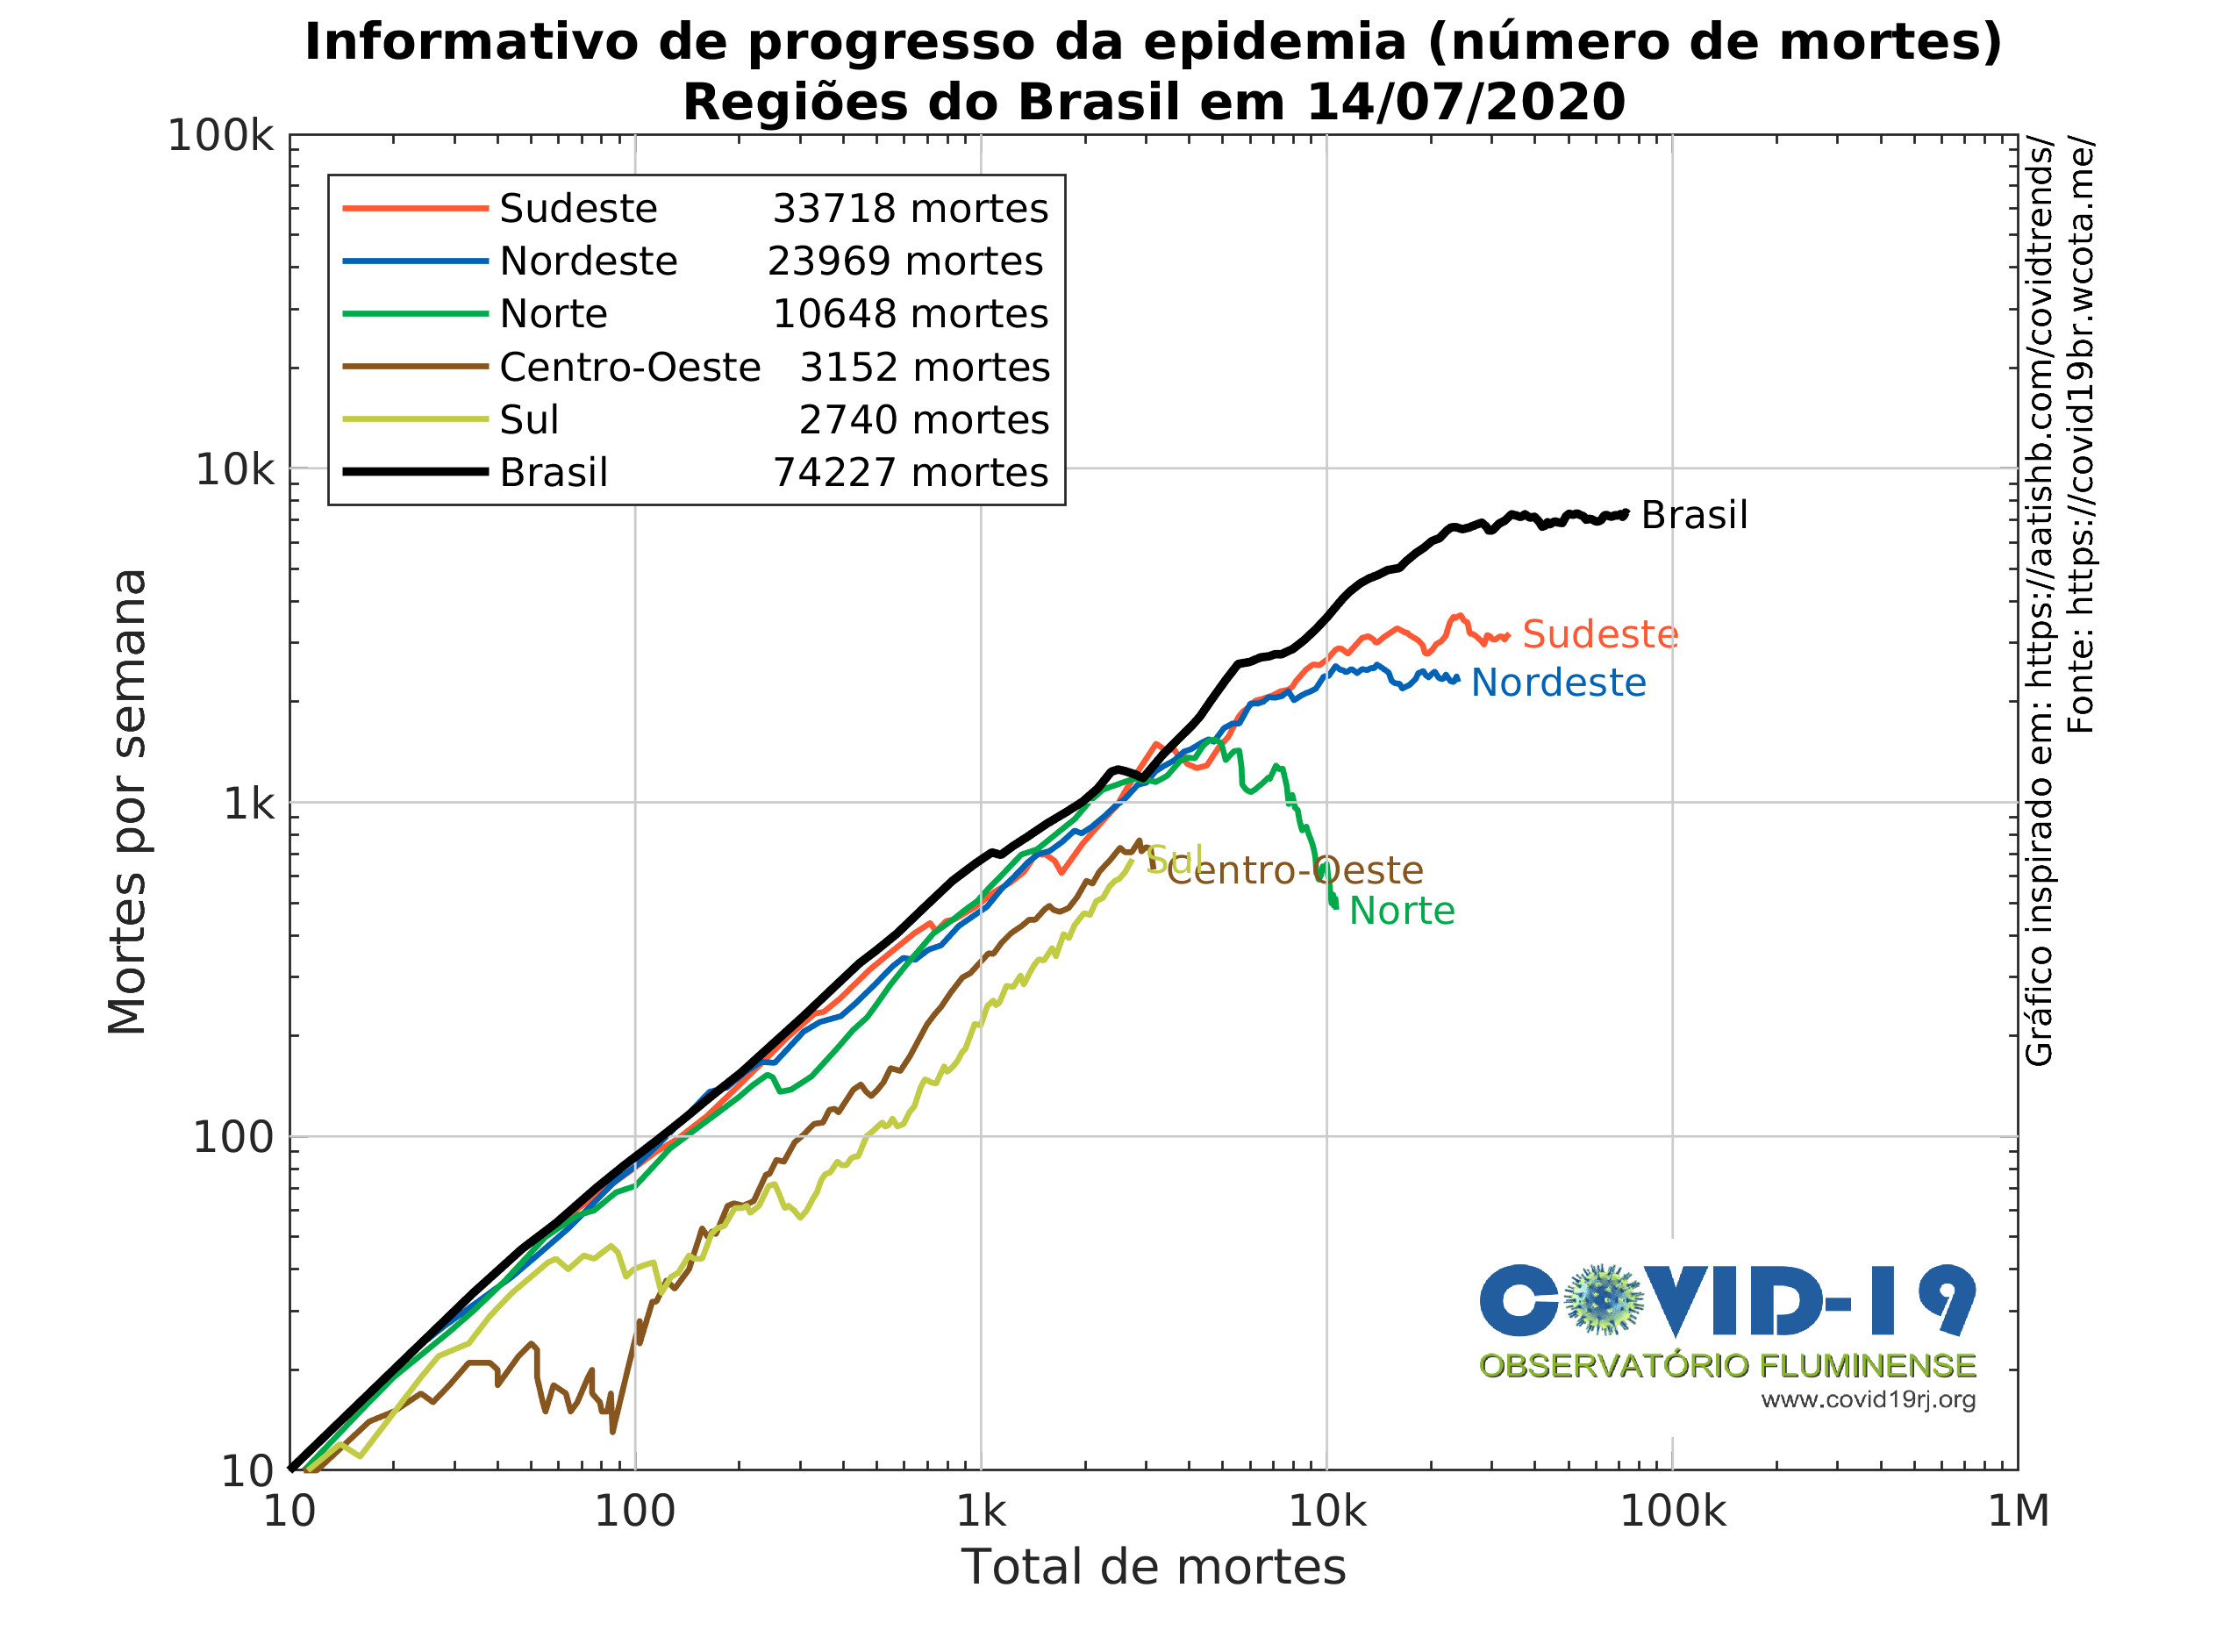 Informativo de progresso da epidemia (número de mortes)
Regiões do Brasil em 14/07/2020
100k
10k
1k
100
10
Mortes por semana
Sudeste 33718 mortes
Nordeste 23969 mortes
Norte 10648 mortes
Centro-Oeste 3152 mortes
Sul 2740 mortes
Brasil 74227 mortes
Brasil
Sudeste
Nordeste
Sul
Centro-Oeste
Norte
Gráfico inspirado em: https://aatishb.com/covidtrends/
Fonte: https://covid19br.wcota.me/
COVID-19
OBSERVATÓRIO FLUMINENSE
www.covid19rj.org
10 100 1k 10k 100k 1M
Total de mortes